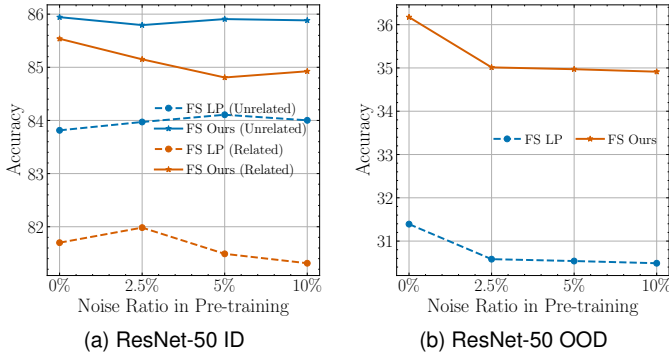 86
85
84
83
82
Accuracy
FS LP (Unrelated)
FS Ours (Unrelated)
FS LP (Related)
FS Ours (Related)
0% 2.5% 5% 10%
Noise Ratio in Pre-training
(a) ResNet-50 ID
36
35
34
33
32
31
Accuracy
FS LP FS Ours
0% 2.5% 5% 10%
Noise Ratio in Pre-training
(b) ResNet-50 OOD